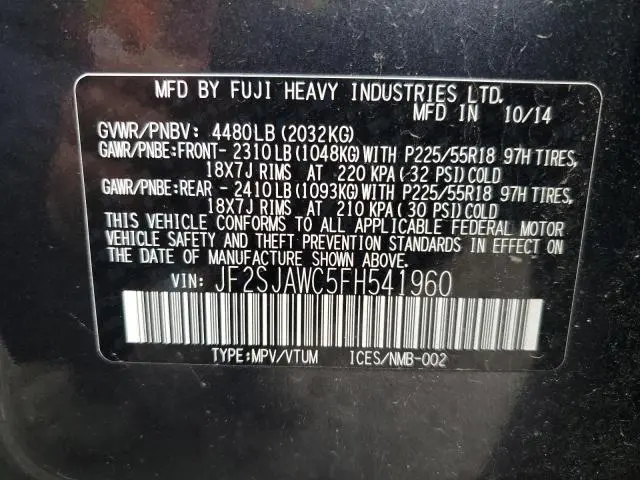 MFD BY FUJI HEAVY INDUSTRIES LTD.
MFD IN 10/14
GVWR/PNBV: 4480LB(2032KG)
GAWR/PNBE:FRONT- 2310LB(1048KG)WITH P225/55R18 97H TIRES,
18X7J RIMS AT 220 KPA(32 PSI)COLD
GAWR/PNBE:REAR - 2410LB(1093KG)WITH P225/55R18 97H TIRES,
18X7J RIMS AT 210 KPA(30 PSI)COLD
THIS VEHICLE CONFORMS TO ALL APPLICABLE FEDERAL MOTOR
VEHICLE SAFETY AND THEFT PREVENTION STANDARDS IN EFFECT ON
THE DATE OF MANUFACTURE SHOWN ABOVE.
VIN: JF2SJAWC5FH541960
TYPE:MPV/VTUM ICES/NMB-002